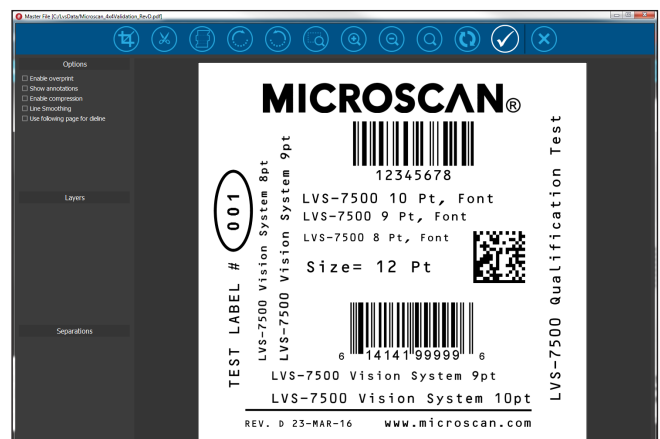 Master File [C:/LvsData/Microscan_4x4Validation_RevD.pdf]
Options
Enable overprint
Show annotations
Enable compression
Line Smoothing
Use following page for dieline
Layers
Separations
MICROSCAN®
12345678
LVS-7500 10 Pt, Font
LVS-7500 9 Pt, Font
LVS-7500 8 Pt, Font
Size= 12 Pt
TEST LABEL # 001
LVS-7500 Vision System 8pt
LVS-7500 Vision System 9pt
LVS-7500 Qualification Test
6 14141 99999 6
LVS-7500 Vision System 9pt
LVS-7500 Vision System 10pt
REV. D 23-MAR-16 www.microscan.com